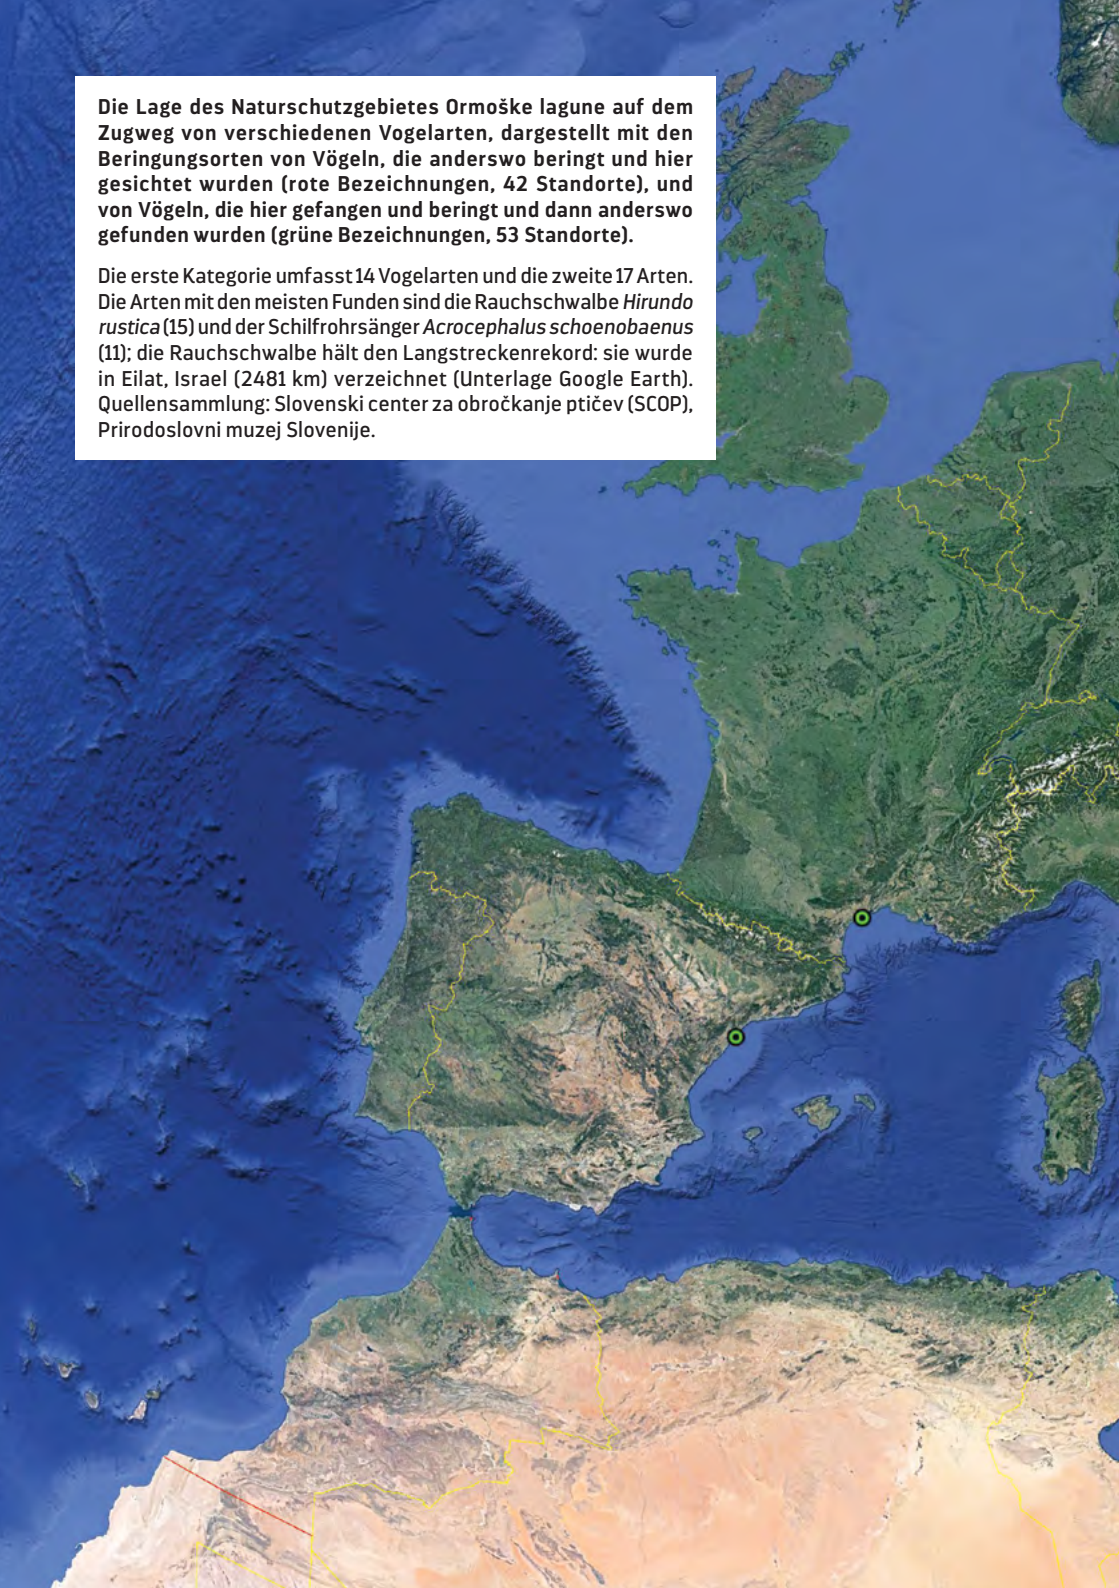 Die Lage des Naturschutzgebietes Ormoške lagune auf dem
Zugweg von verschiedenen Vogelarten, dargestellt mit den
Beringungsorten von Vögeln, die anderswo beringt und hier
gesichtet wurden (rote Bezeichnungen, 42 Standorte), und
von Vögeln, die hier gefangen und beringt und dann anderswo
gefunden wurden (grüne Bezeichnungen, 53 Standorte).
Die erste Kategorie umfasst 14 Vogelarten und die zweite 17 Arten.
Die Arten mit den meisten Funden sind die Rauchschwalbe Hirundo
rustica (15) und der Schilfrohrsänger Acrocephalus schoenobaenus
(11); die Rauchschwalbe hält den Langstreckenrekord: sie wurde
in Eilat, Israel (2481 km) verzeichnet (Unterlage Google Earth).
Quellensammlung: Slovenski center za obročkanje ptičev (SCOP),
Prirodoslovni muzej Slovenije.